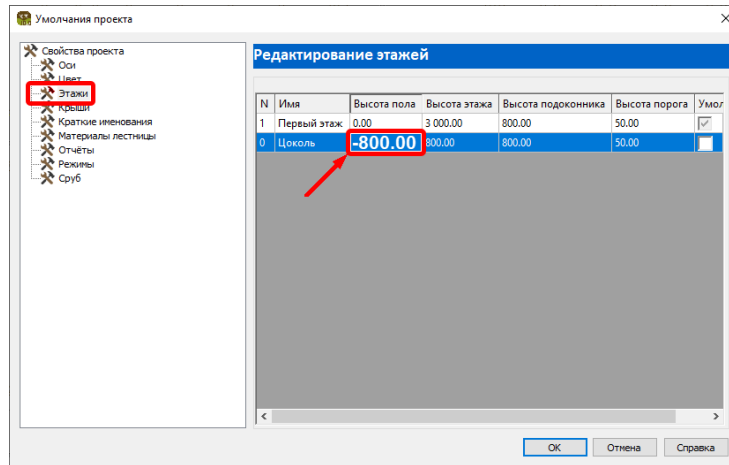 Умолчания проекта
Свойства проекта
Оси
Цвет
Этажи
Крыши
Краткие именования
Материалы лестницы
Отчёты
Режимы
Сруб
Редактирование этажей
N Имя Высота пола Высота этажа Высота подоконника Высота порога Умол
1 Первый этаж 0.00 3 000.00 800.00 50.00
0 Цоколь -800.00 800.00 800.00 50.00
OK Отмена Справка